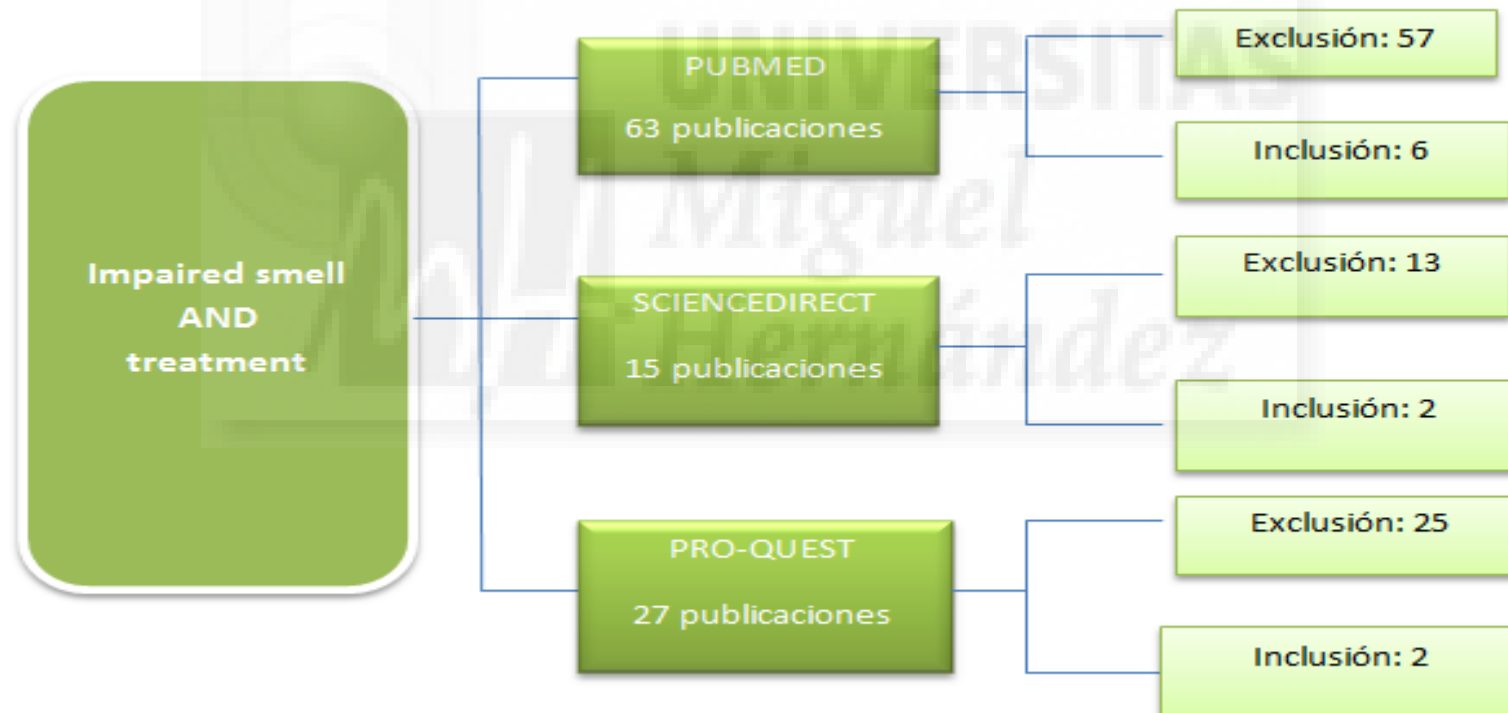 UNIVERSITAS
Miguel
Hernández
Impaired smell
AND
treatment
PUBMED
63 publicaciones
Exclusión: 57
Inclusión: 6
SCIENCEDIRECT
15 publicaciones
Exclusión: 13
Inclusión: 2
PRO-QUEST
27 publicaciones
Exclusión: 25
Inclusión: 2